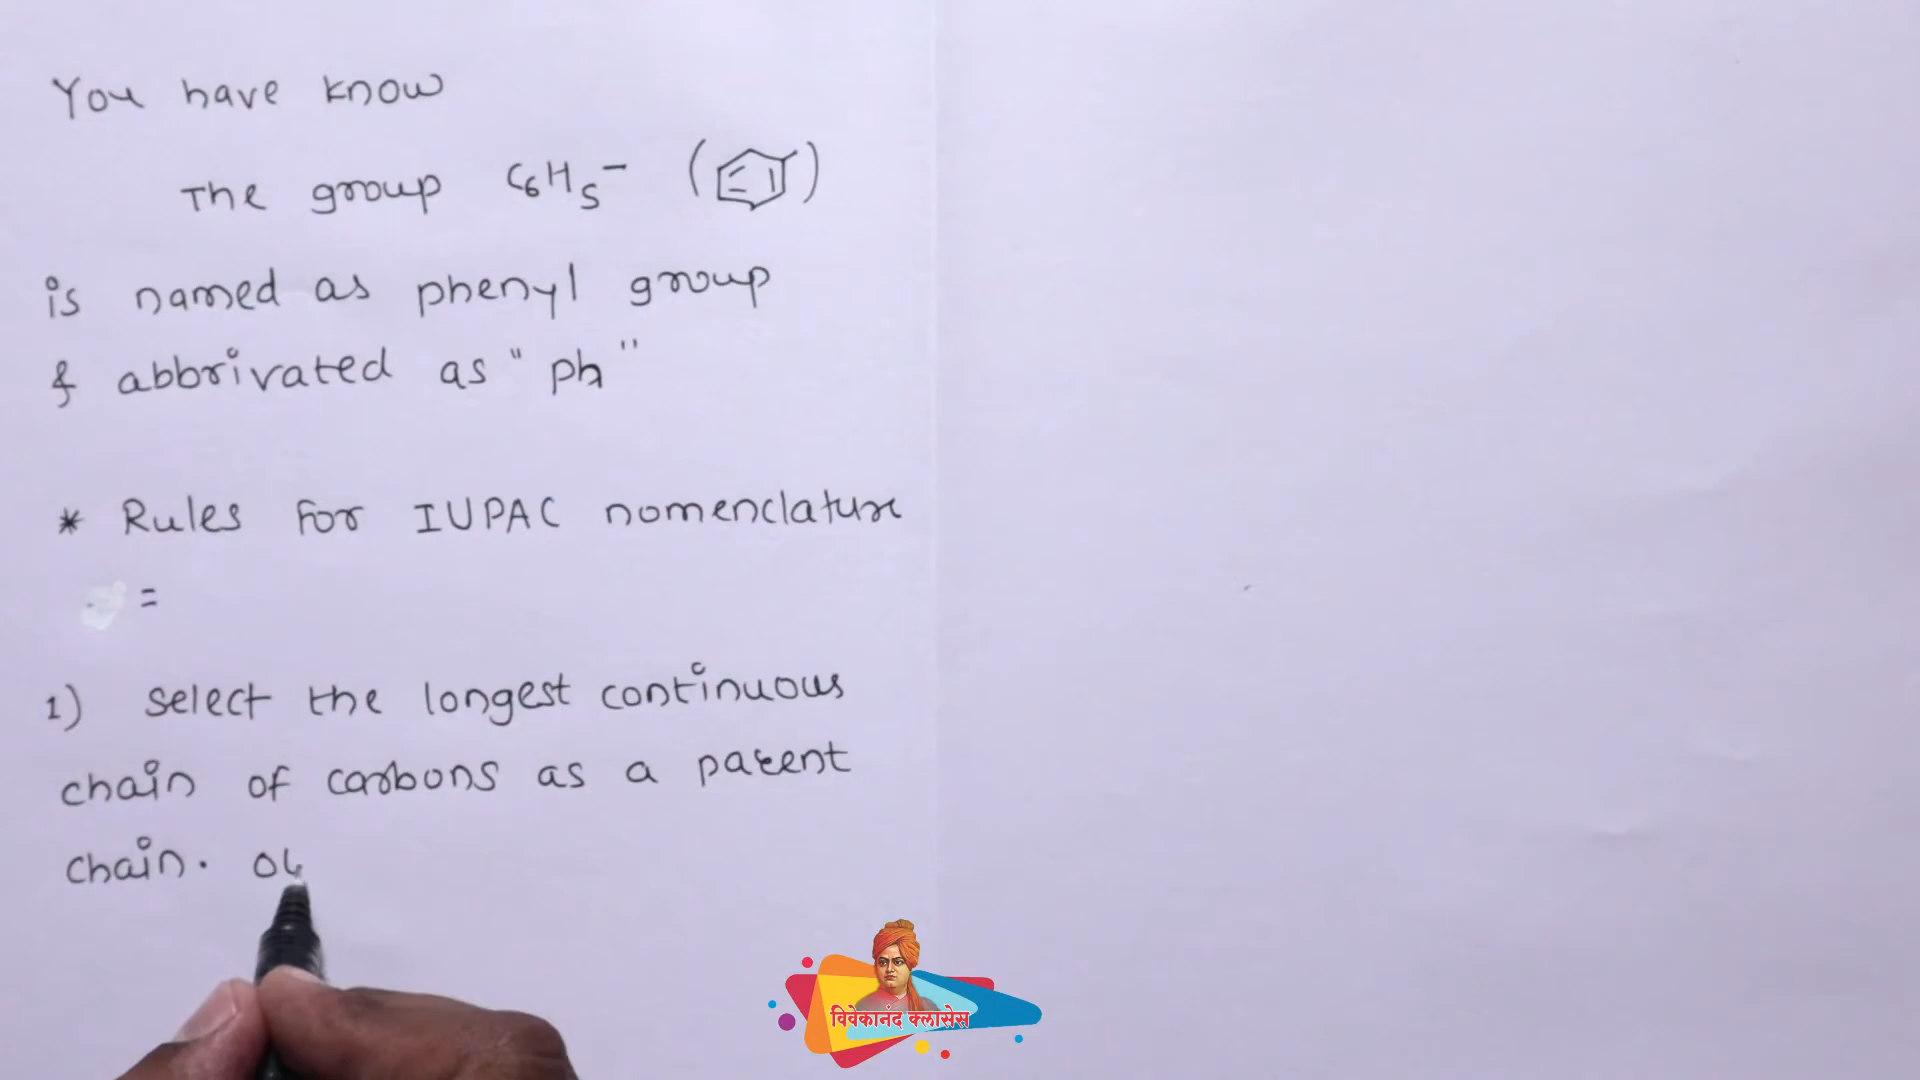 You have know
The group C6H5- ( )
is named as phenyl group
& abbrivated as "ph"
* Rules For IUPAC nomenclature
=
1) select the longest continuous
chain of carbons as a parent
chain.
विवेकानंद क्लासेस